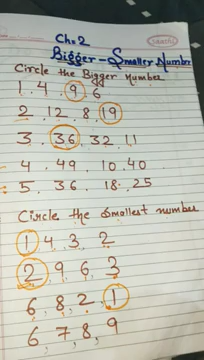 Saathi
Ch:2
Bigger - Smaller Number
Circle the Bigger Number
1. 4 9 6
2. 12. 8. 19
3. 36, 32, 11
4. 49. 10. 40
5. 36. 18. 25
Circle the smallest number
1 4, 3, 2
2, 9, 6, 3
6, 8, 2, 1
6, 7, 8, 9